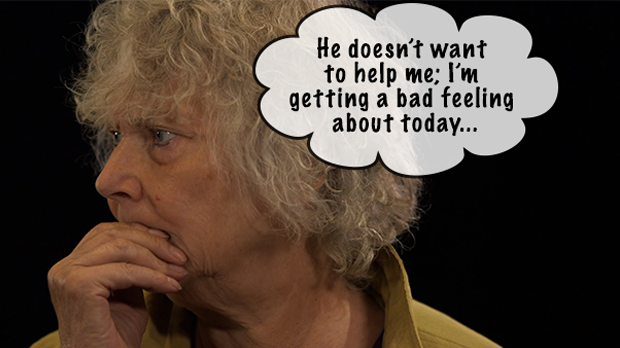 He doesn't want
to help me; I'm
getting a bad feeling
about today...